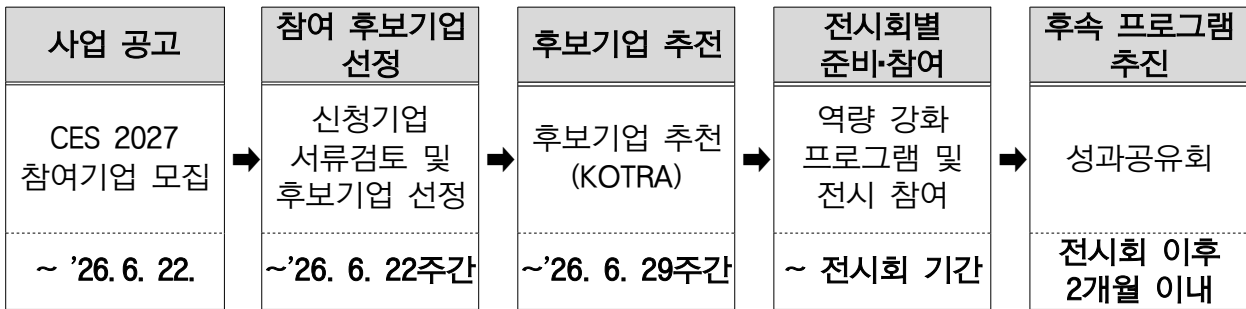 사업 공고
CES 2027
참여기업 모집
~ ’26. 6. 22.
참여 후보기업
선정
신청기업
서류검토 및
후보기업 선정
~’26. 6. 22주간
후보기업 추전
후보기업 추천
(KOTRA)
~’26. 6. 29주간
전시회별
준비·참여
역량 강화
프로그램 및
전시 참여
~ 전시회 기간
후속 프로그램
추진
성과공유회
전시회 이후
2개월 이내